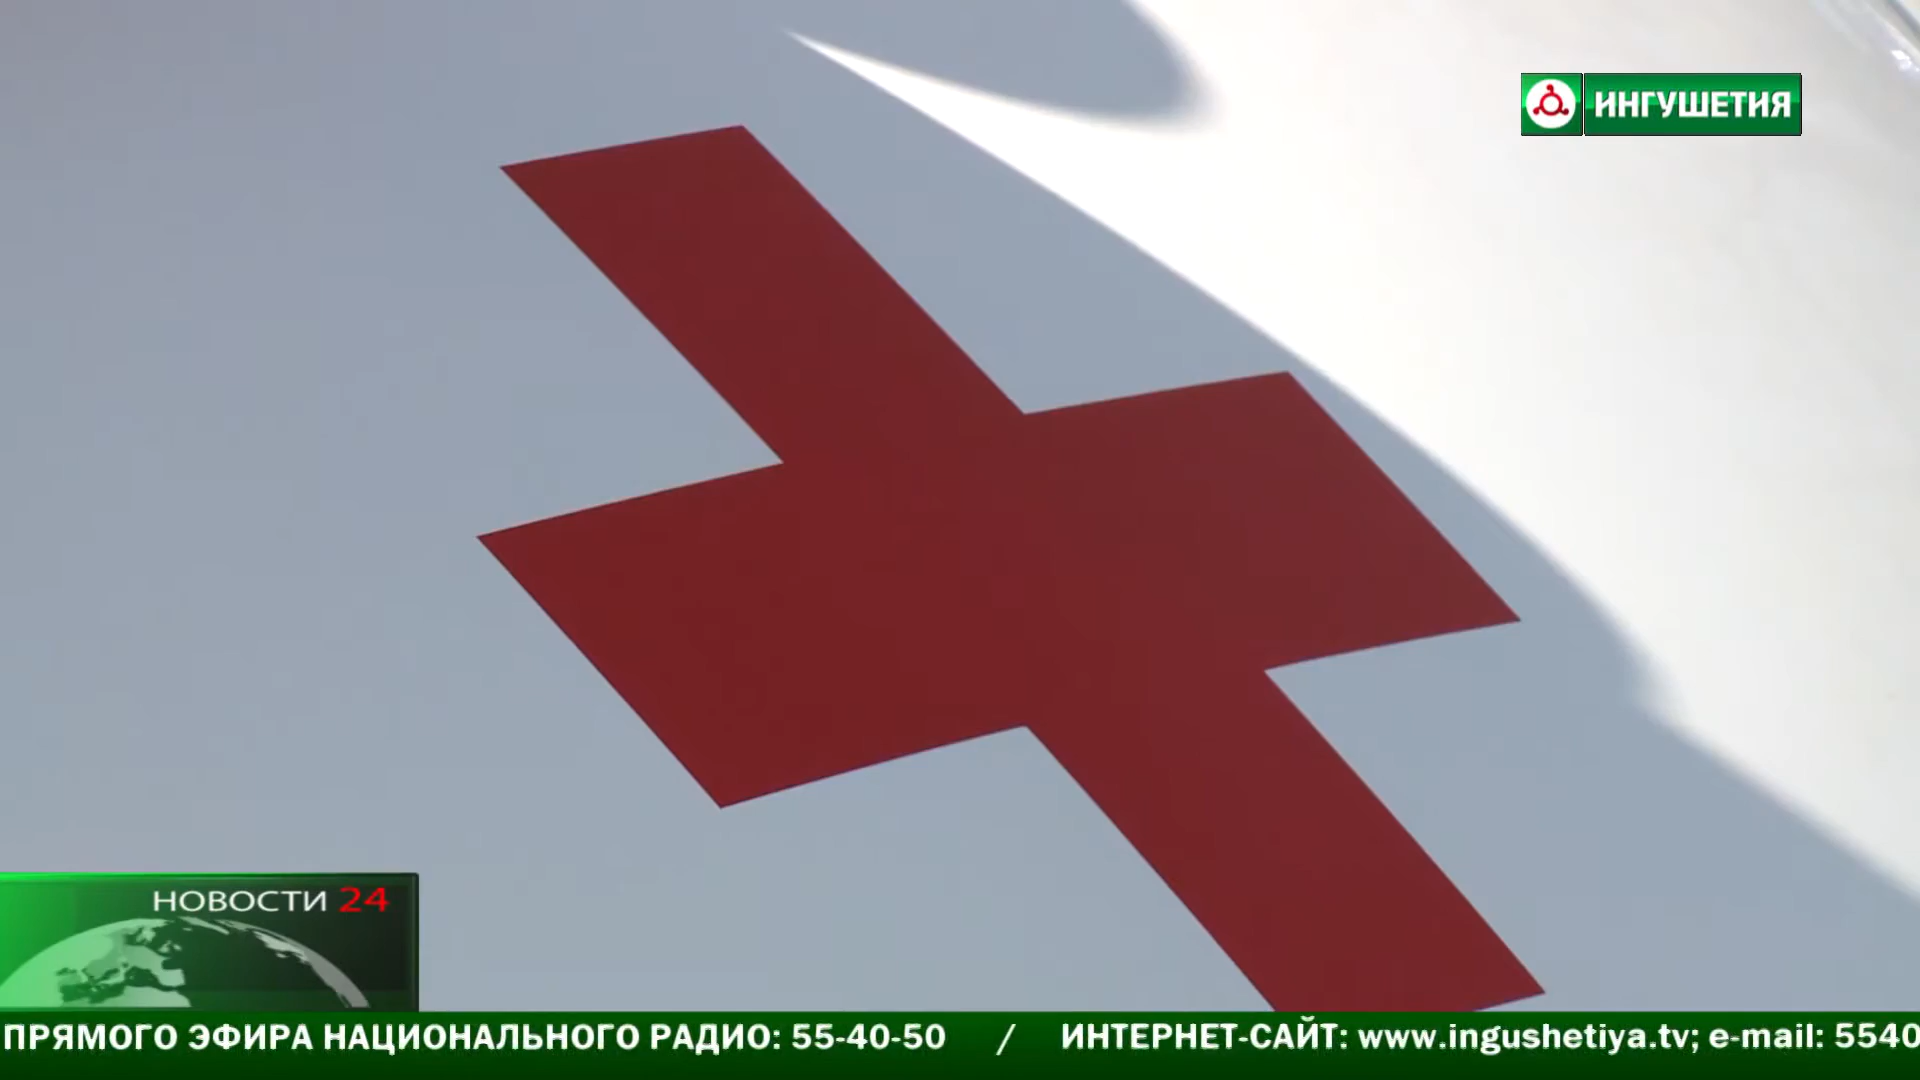 ИНГУШЕТИЯ
НОВОСТИ 24
ПРЯМОГО ЭФИРА НАЦИОНАЛЬНОГО РАДИО: 55-40-50 / ИНТЕРНЕТ-САЙТ: www.ingushetiya.tv; e-mail: 5540